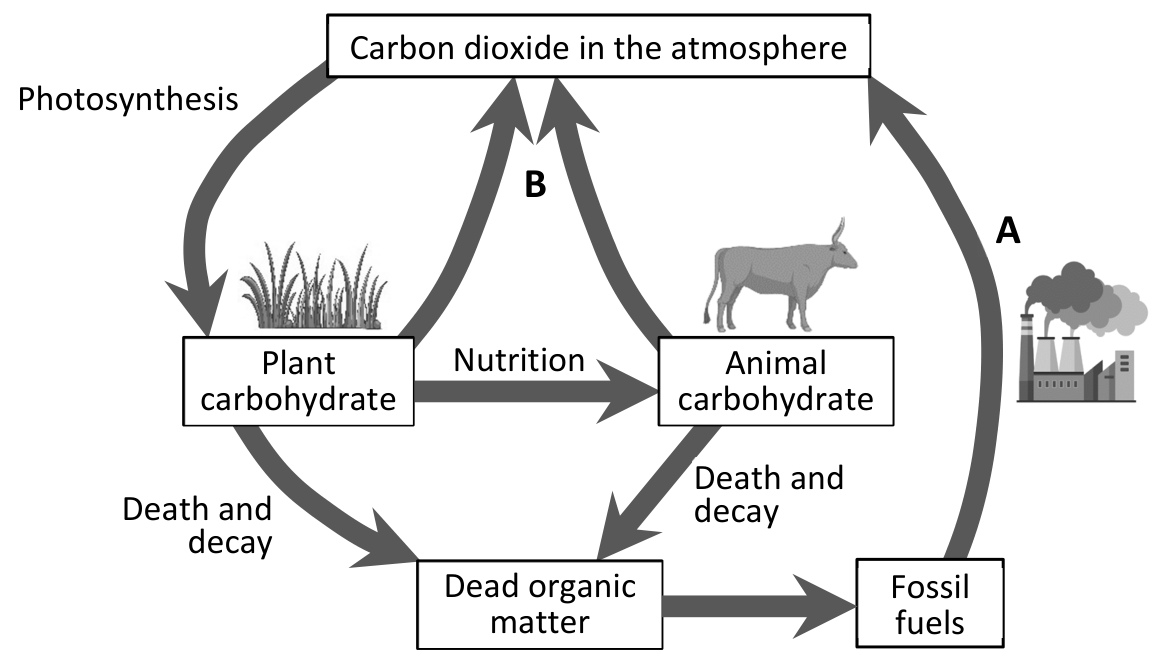 Carbon dioxide in the atmosphere
Photosynthesis
B
A
Plant
carbohydrate
Nutrition
Animal
carbohydrate
Death and
decay
Death and
decay
Dead organic
matter
Fossil
fuels